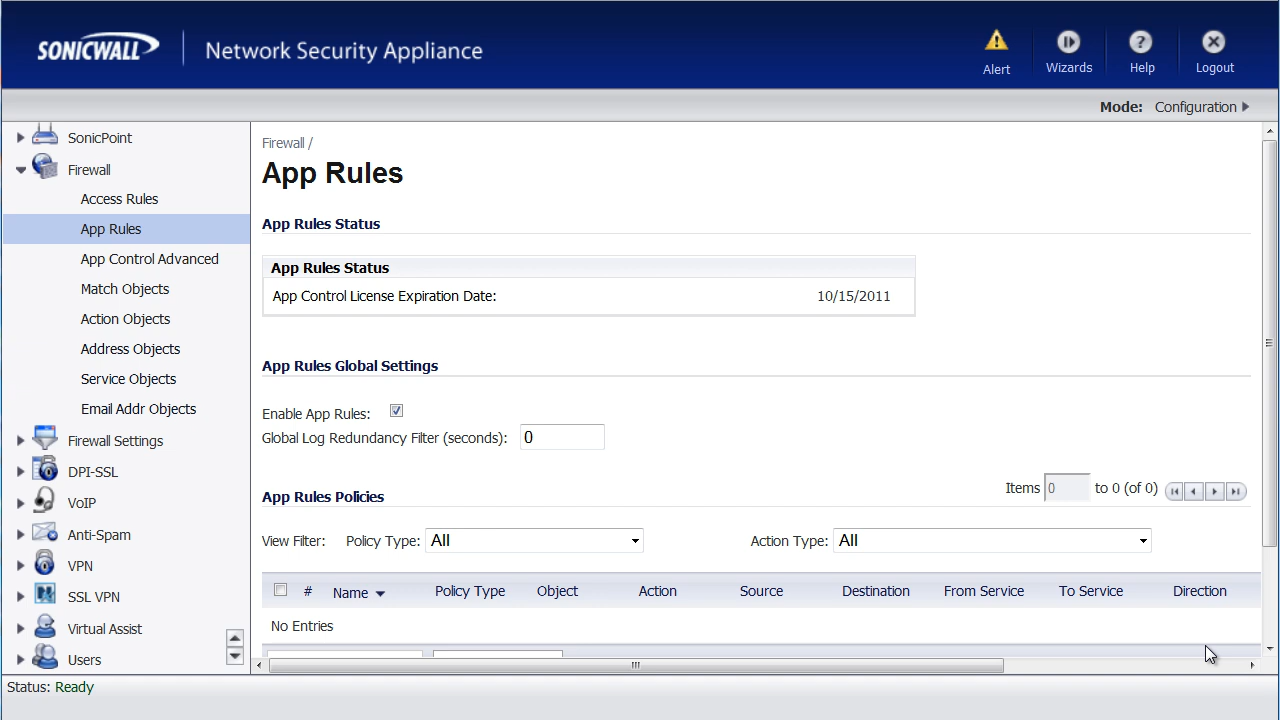 SONICWALL Network Security Appliance
Alert Wizards Help Logout
Mode: Configuration
SonicPoint
Firewall
Access Rules
App Rules
App Control Advanced
Match Objects
Action Objects
Address Objects
Service Objects
Email Addr Objects
Firewall Settings
DPI-SSL
VoIP
Anti-Spam
VPN
SSL VPN
Virtual Assist
Users
Firewall /
App Rules
App Rules Status
App Rules Status
App Control License Expiration Date: 10/15/2011
App Rules Global Settings
Enable App Rules:
Global Log Redundancy Filter (seconds): 0
App Rules Policies Items 0 to 0 (of 0)
View Filter: Policy Type: All Action Type: All
# Name Policy Type Object Action Source Destination From Service To Service Direction
No Entries
Status: Ready